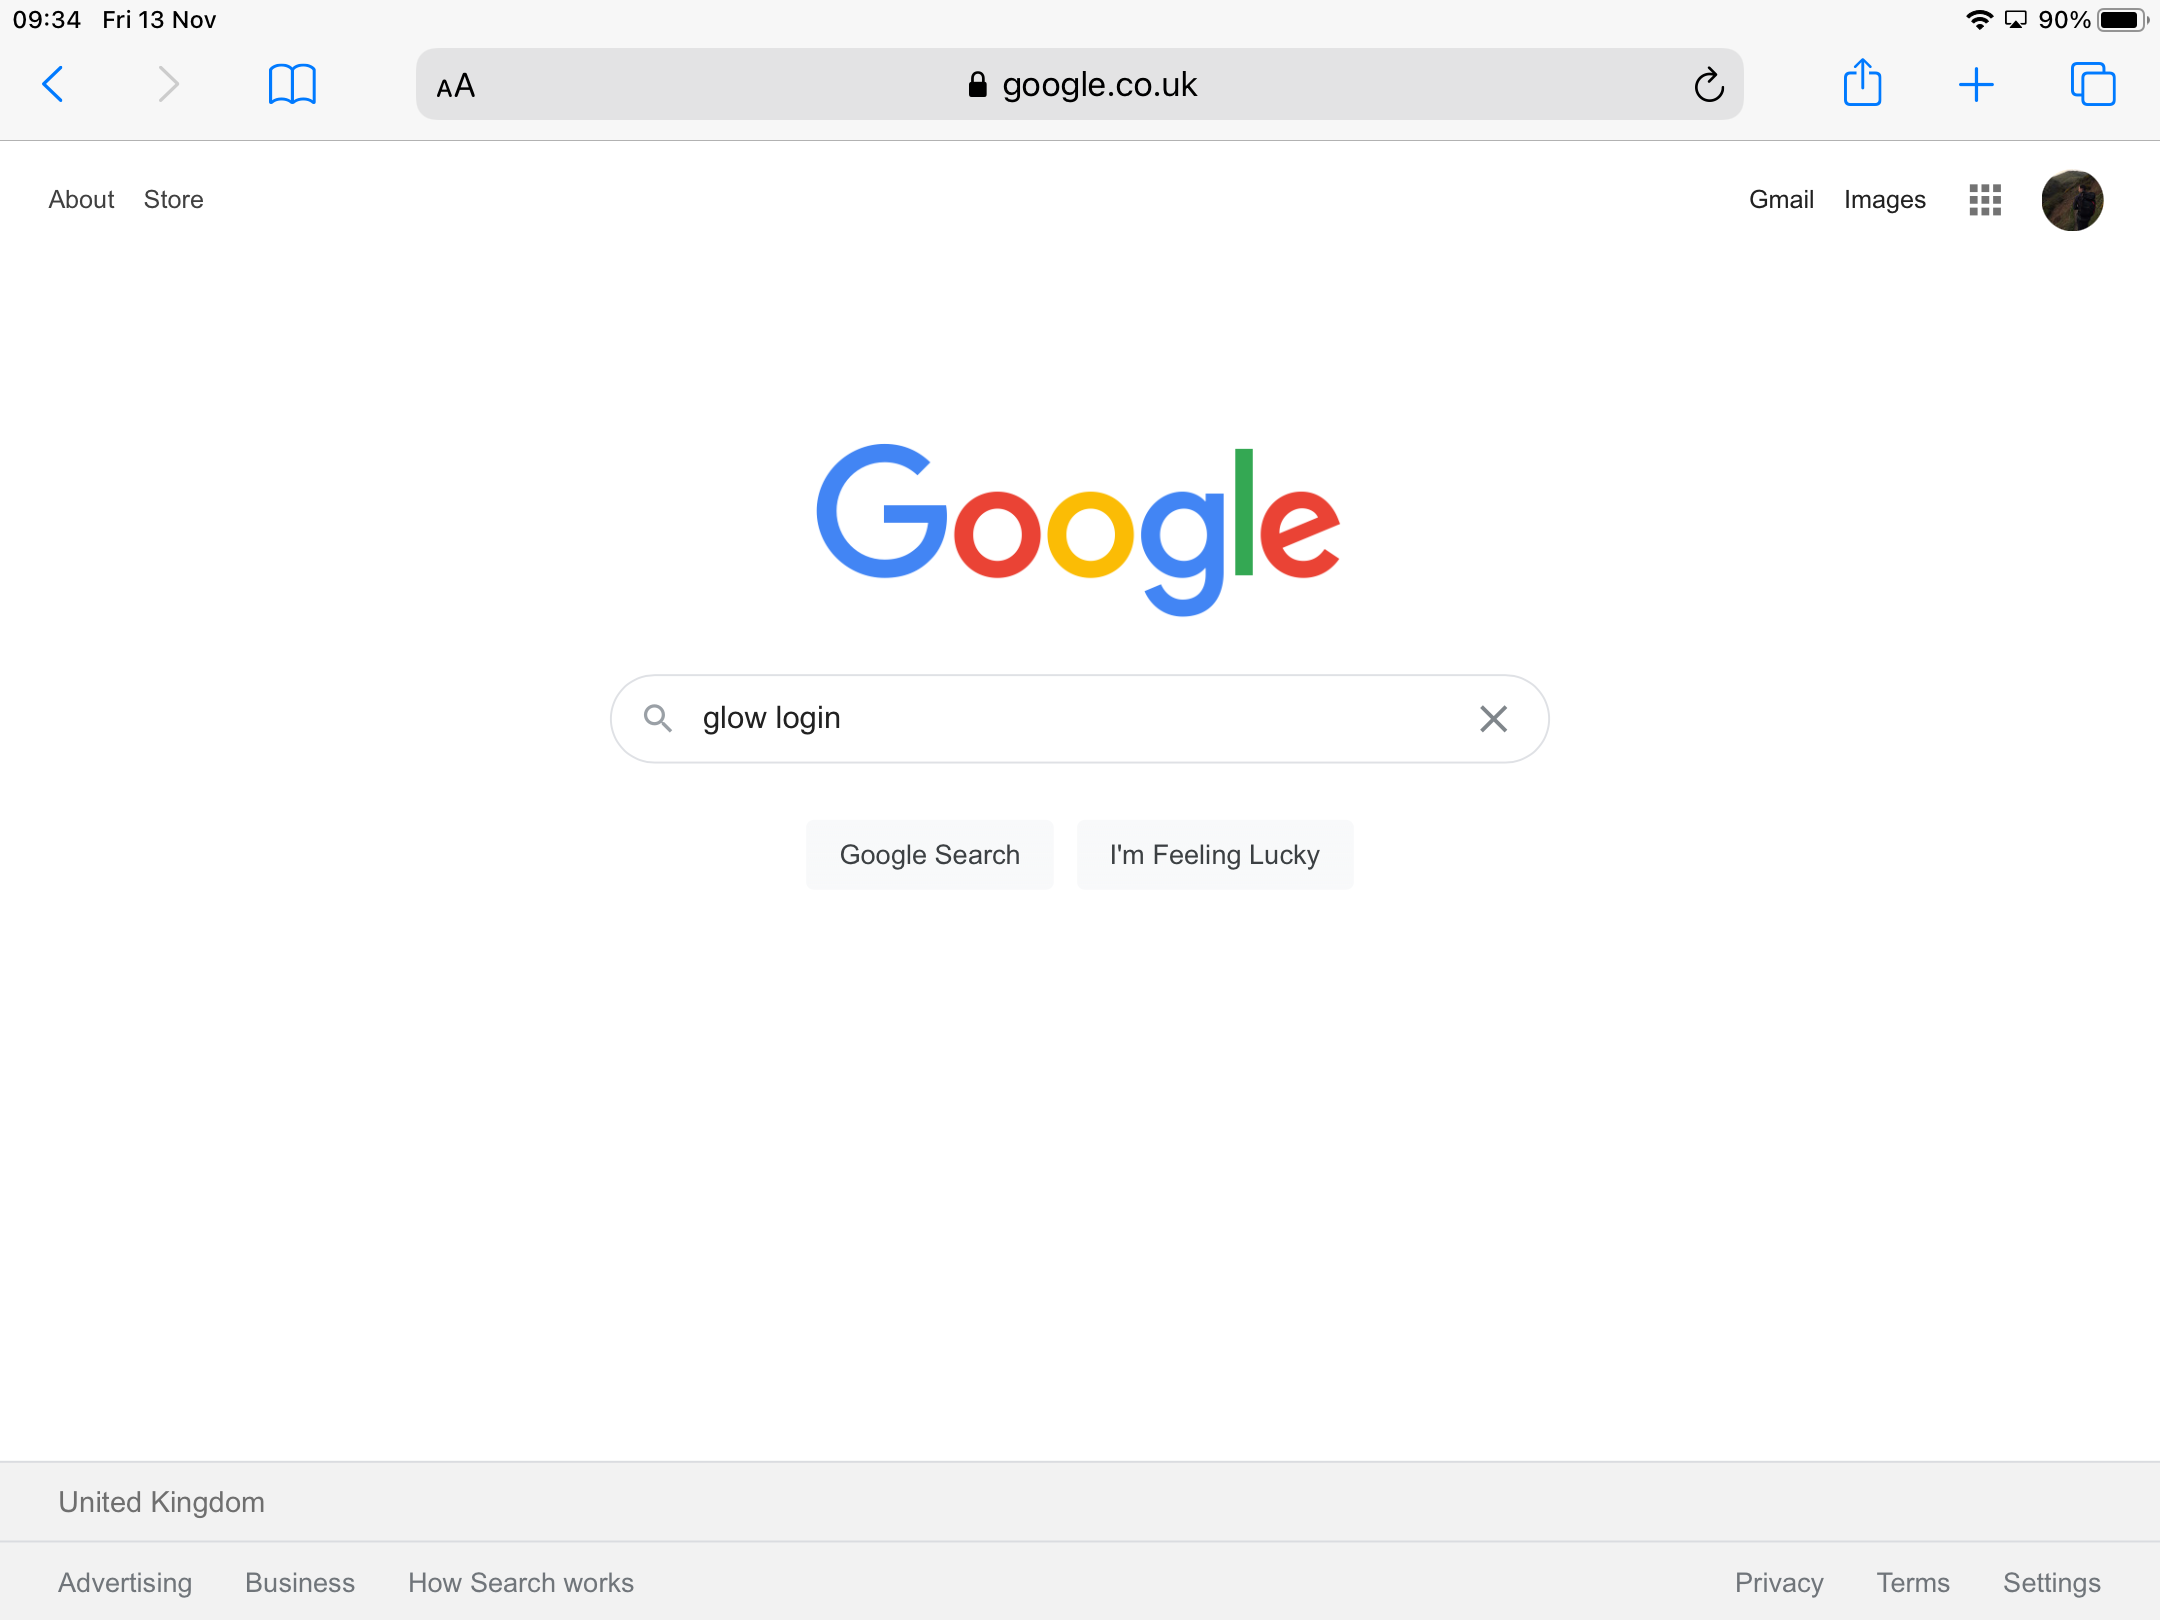 09:34 Fri 13 Nov 90%
AA google.co.uk
About Store Gmail Images
Google
glow login
Google Search I'm Feeling Lucky
United Kingdom
Advertising Business How Search works Privacy Terms Settings